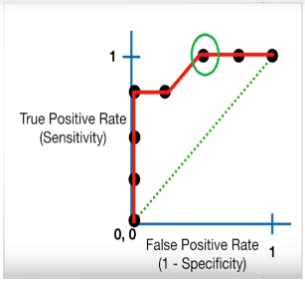 1
True Positive Rate
(Sensitivity)
0, 0
False Positive Rate
1
(1 - Specificity)